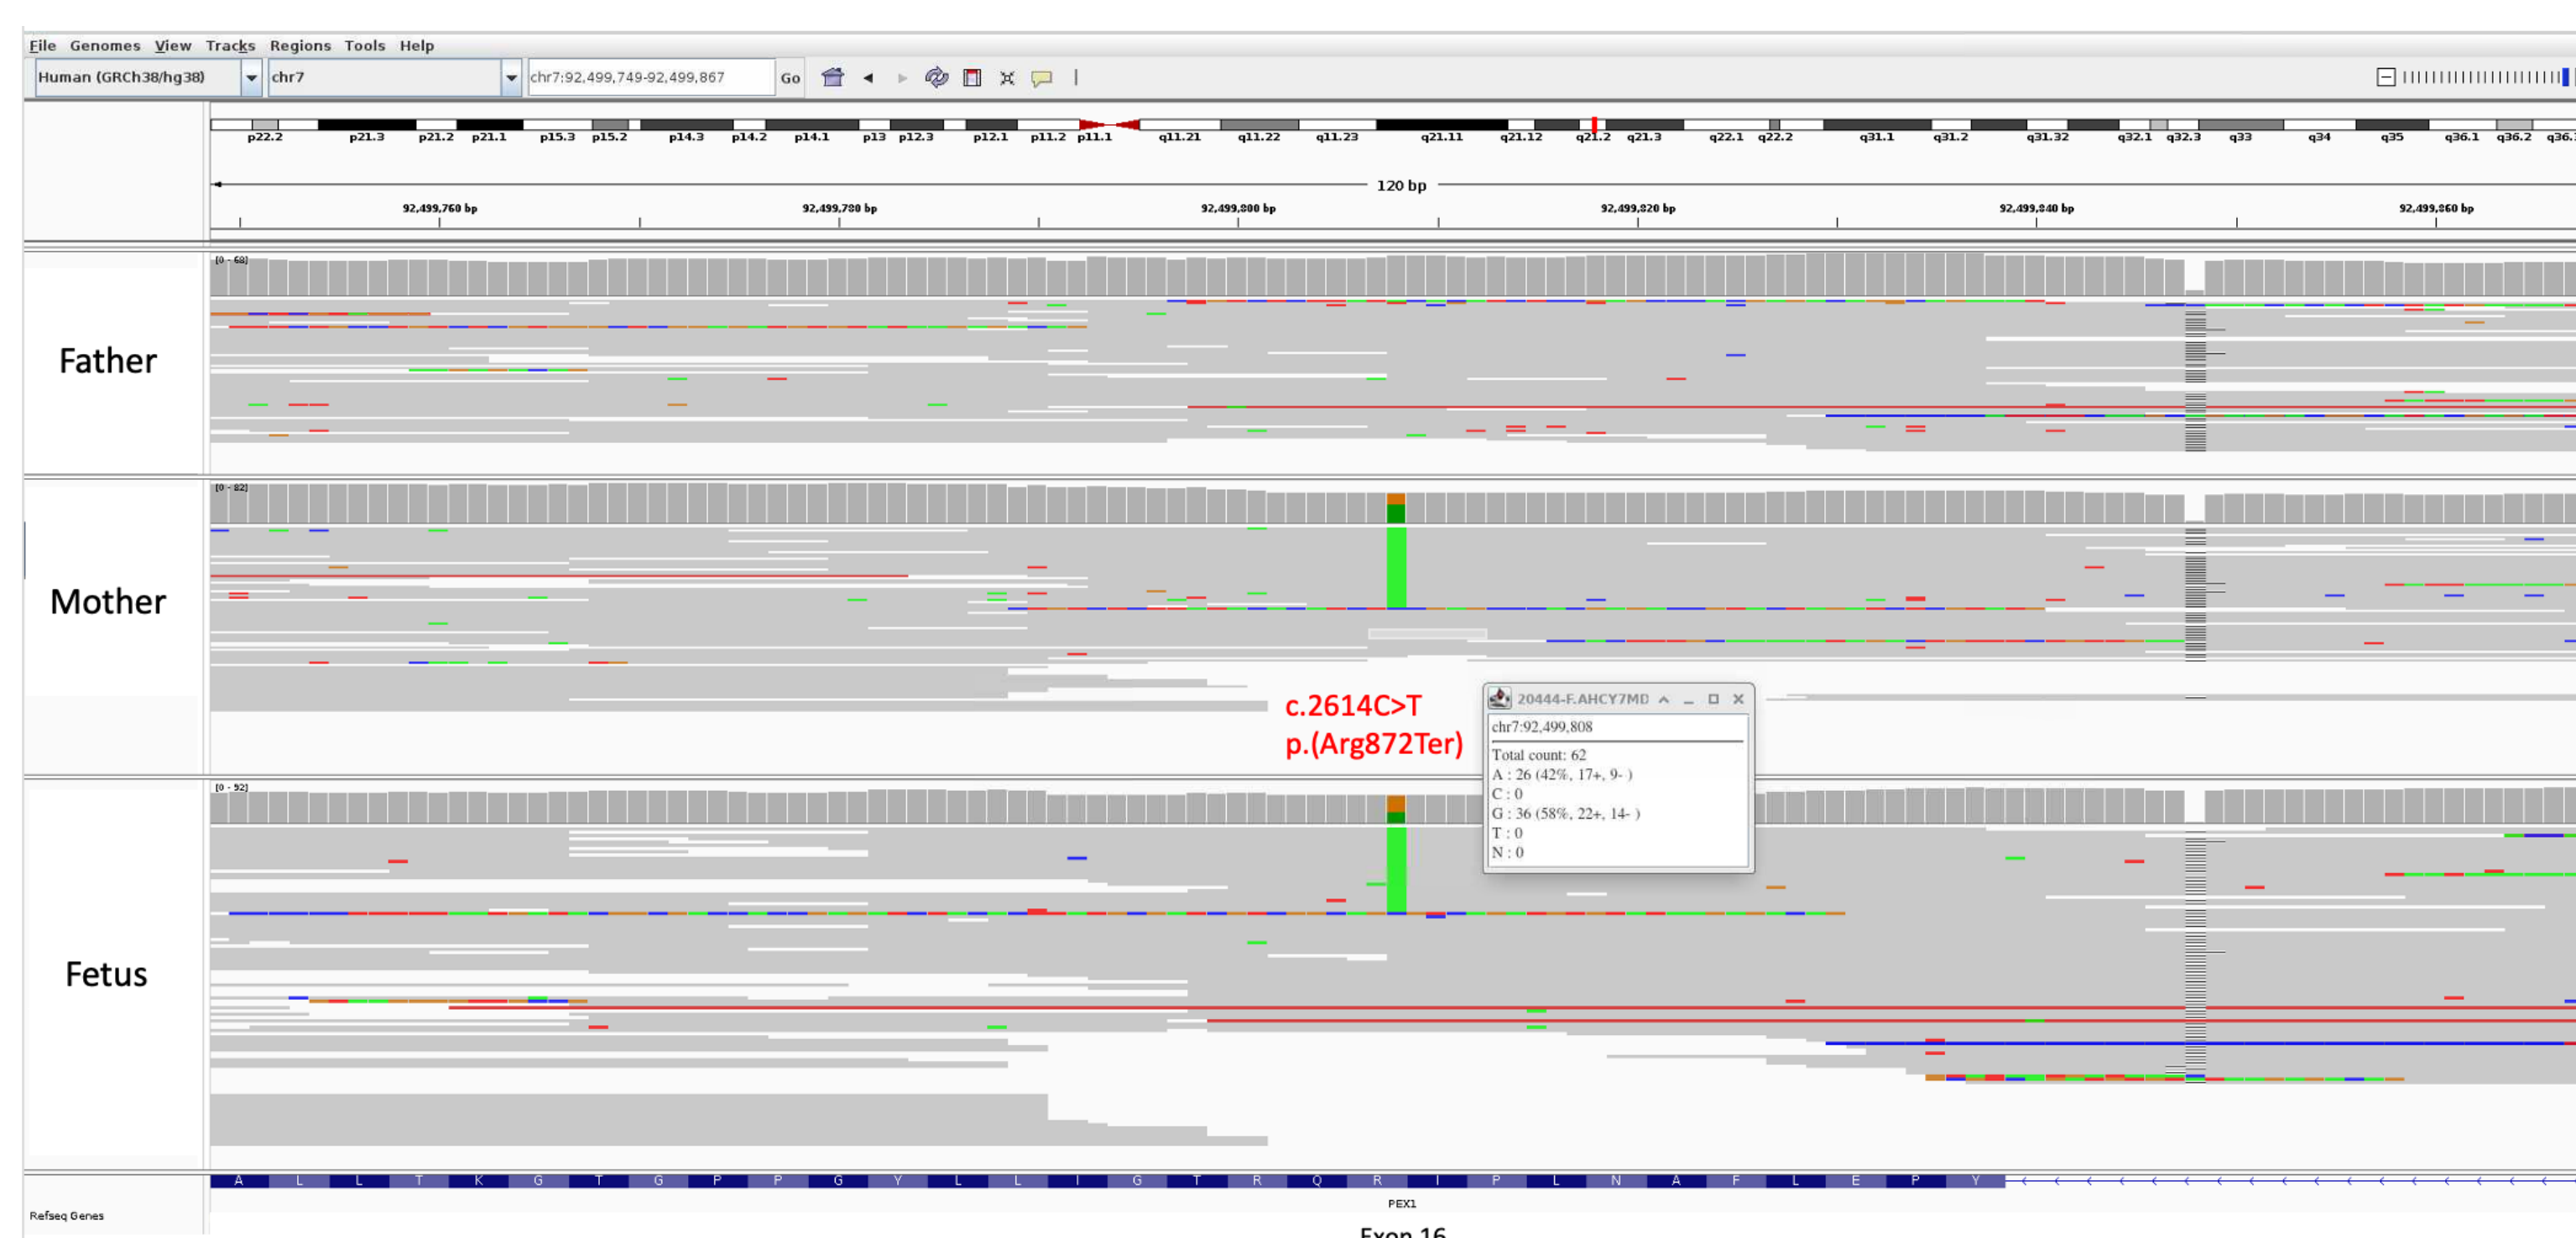 File Genomes View Tracks Regions Tools Help
Human (GRCh38/hg38) chr7 chr7:92,499,749-92,499,867 Go
p22.2 p21.3 p21.2 p21.1 p15.3 p15.2 p14.3 p14.2 p14.1 p13 p12.3 p12.1 p11.2 p11.1 q11.21 q11.22 q11.23 q21.11 q21.12 q21.2 q21.3 q22.1 q22.2 q31.1 q31.2 q31.32 q32.1 q32.3 q33 q34 q35 q36.1 q36.2
120 bp
92,499,760 bp 92,499,780 bp 92,499,800 bp 92,499,820 bp 92,499,840 bp 92,499,860 bp
[0 - 68]
Father
[0 - 82]
Mother
c.2614C>T
p.(Arg872Ter)
20444-F.AHCY7MD
chr7:92,499,808
Total count: 62
A : 26 (42%, 17+, 9- )
C : 0
G : 36 (58%, 22+, 14- )
T : 0
N : 0
[0 - 92]
Fetus
A L L T K G T G P P G Y L L I G T R Q R I P L N A F L E P Y
PEX1
Refseq Genes
Exon 16